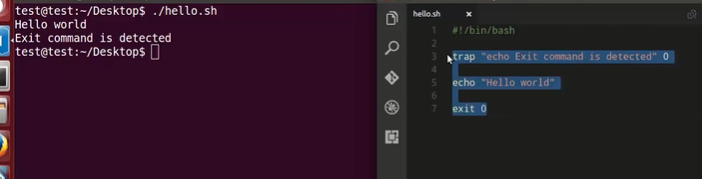 test@test:~/Desktop$ ./hello.sh
Hello world
Exit command is detected
test@test:~/Desktop$
hello.sh
1 #!/bin/bash
2
3 trap "echo Exit command is detected" 0
4
5 echo "Hello world"
6
7 exit 0